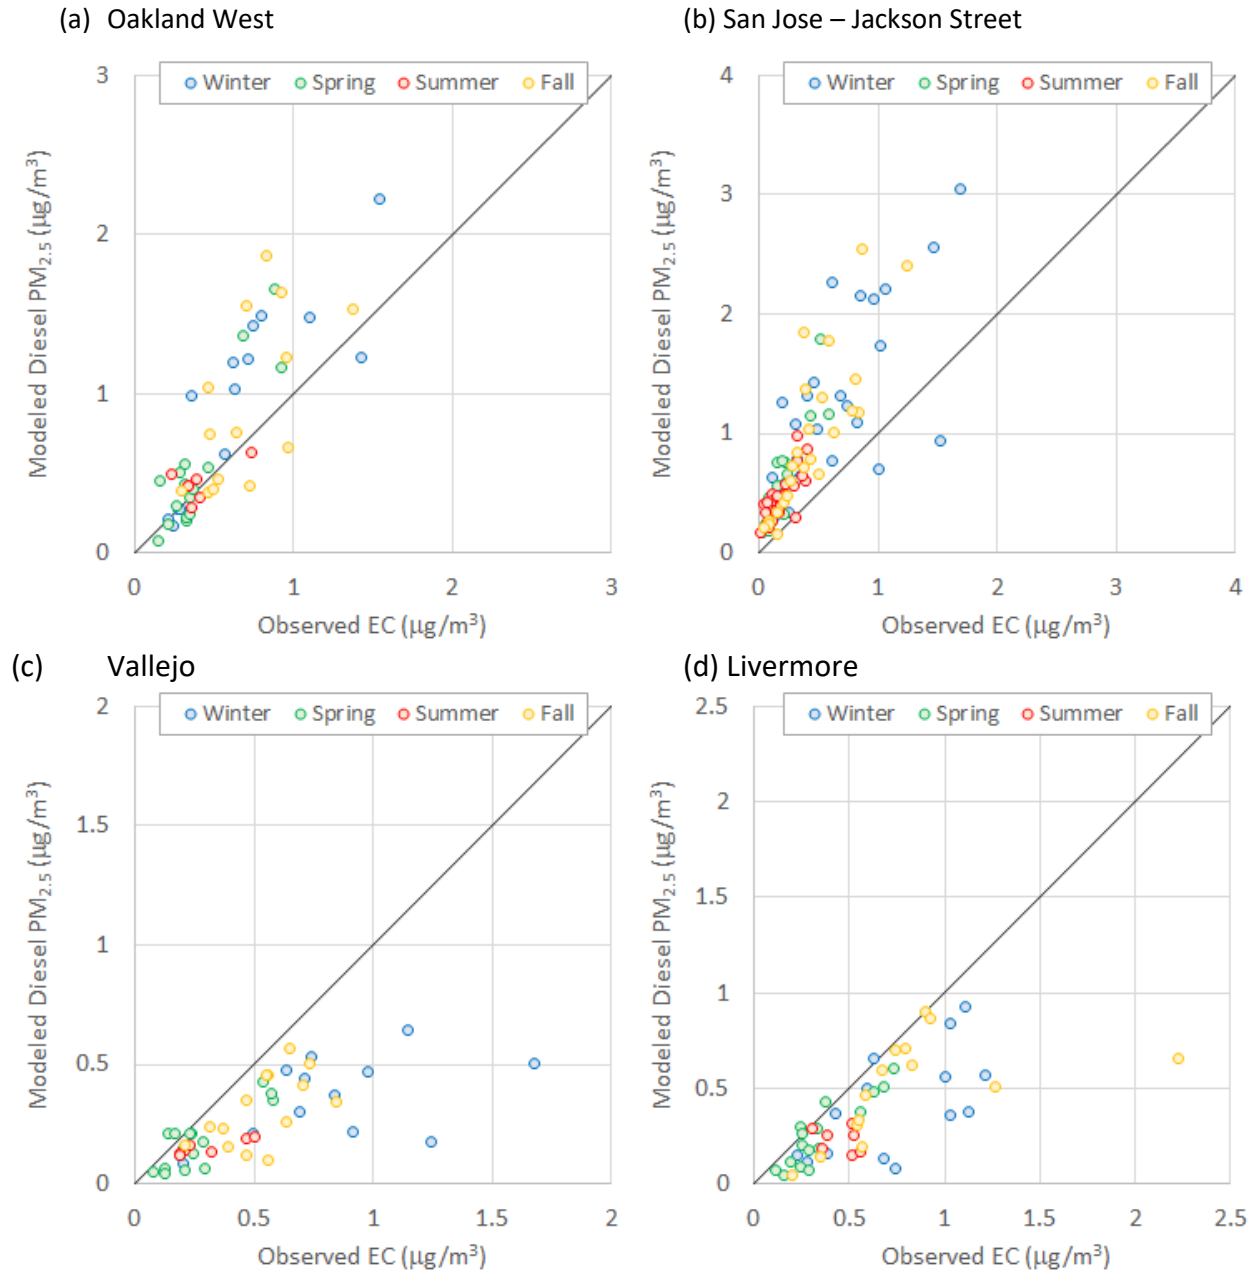 (a) Oakland West
(b) San Jose – Jackson Street
Winter Spring Summer Fall
3
2
1
0
0 1 2 3
Modeled Diesel PM2.5 (µg/m³)
Observed EC (µg/m³)
Winter Spring Summer Fall
4
3
2
1
0
0 1 2 3 4
Modeled Diesel PM2.5 (µg/m³)
Observed EC (µg/m³)
(c) Vallejo
(d) Livermore
Winter Spring Summer Fall
2
1.5
1
0.5
0
0 0.5 1 1.5 2
Modeled Diesel PM2.5 (µg/m³)
Observed EC (µg/m³)
Winter Spring Summer Fall
2.5
2
1.5
1
0.5
0
0 0.5 1 1.5 2 2.5
Modeled Diesel PM2.5 (µg/m³)
Observed EC (µg/m³)